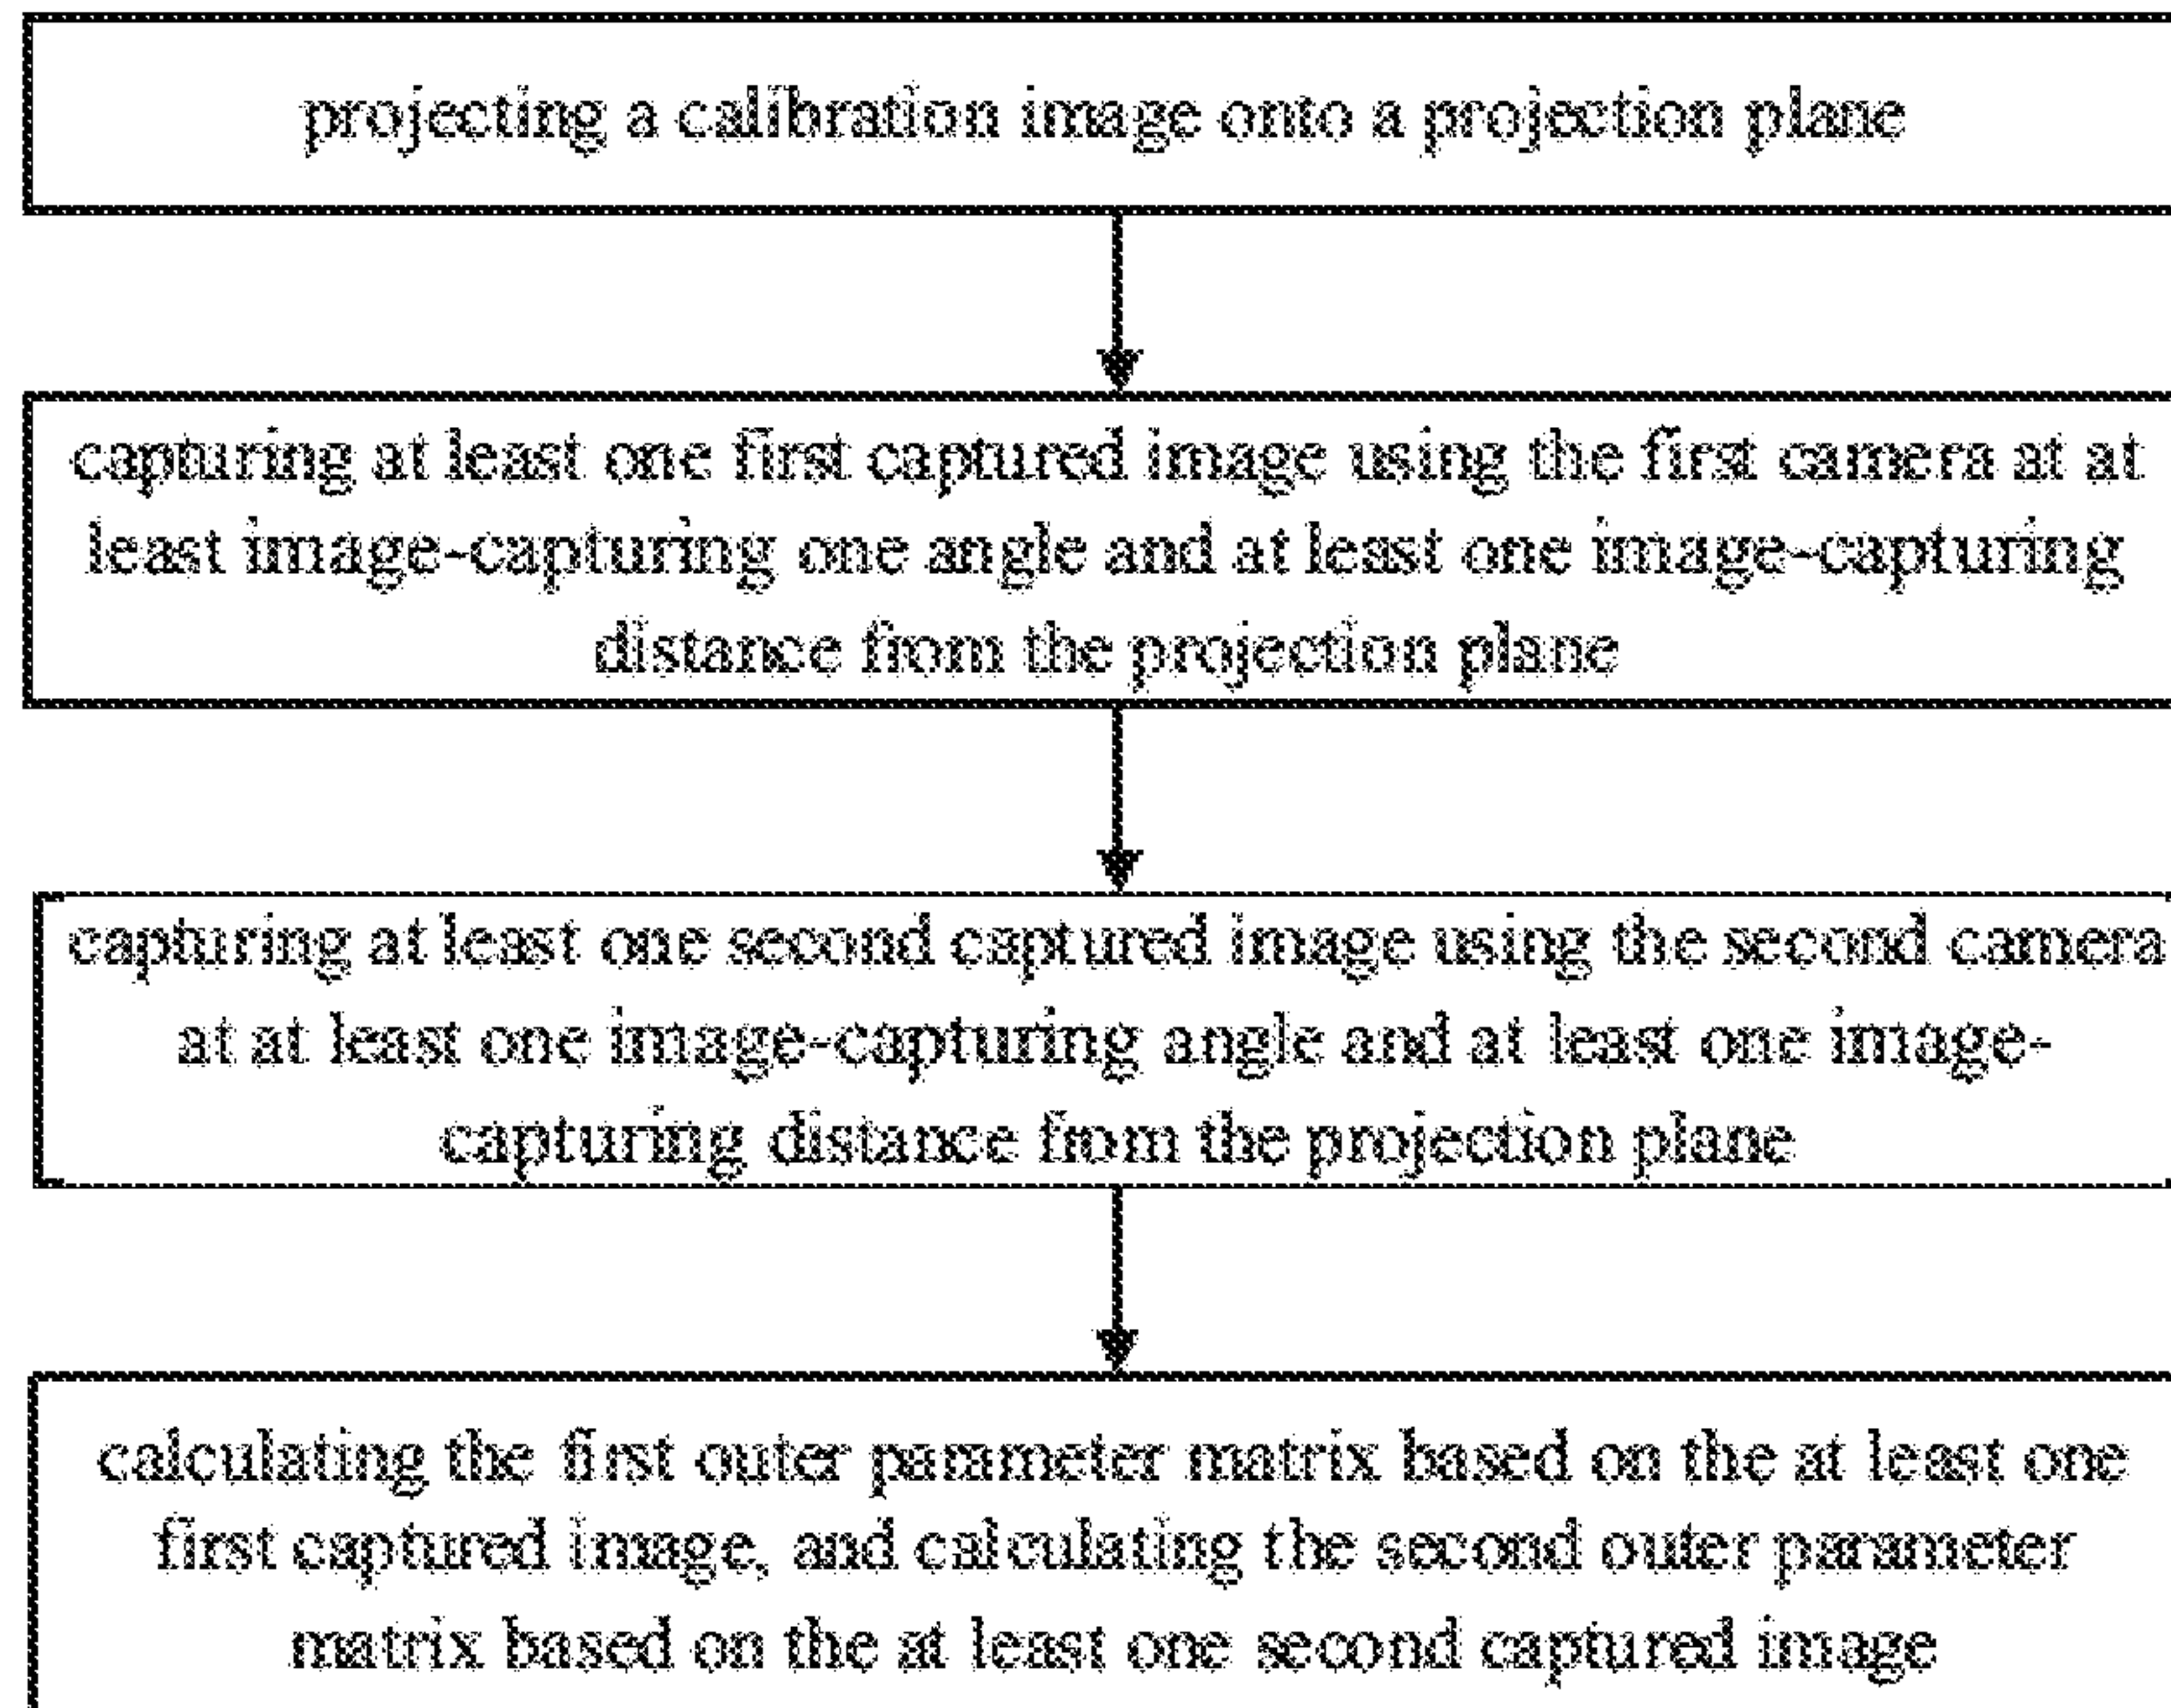 projecting a calibration image onto a projection plane
capturing at least one first captured image using the first camera at at
least image-capturing one angle and at least one image-capturing
distance from the projection plane
capturing at least one second captured image using the second camera
at at least one image-capturing angle and at least one image-
capturing distance from the projection plane
calculating the first outer parameter matrix based on the at least one
first captured image, and calculating the second outer parameter
matrix based on the at least one second captured image